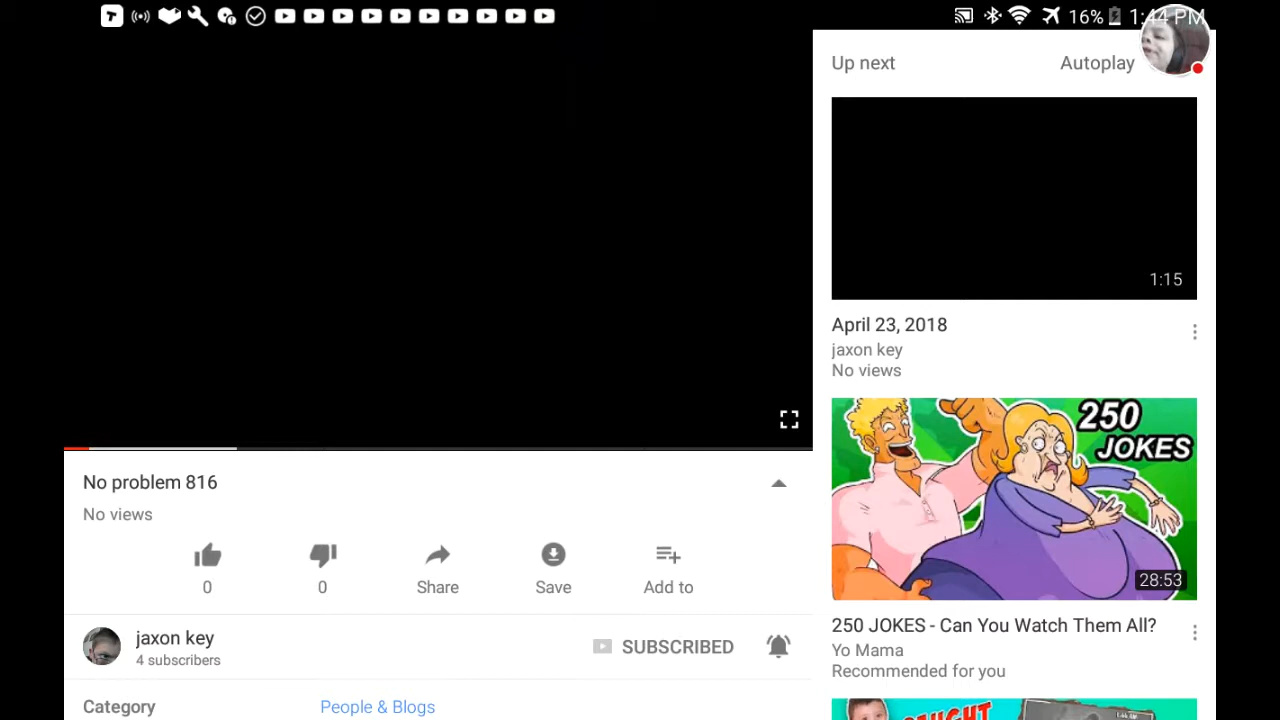 16% 1:44 PM
Up next
Autoplay
1:15
April 23, 2018
jaxon key
No views
250
JOKES
28:53
250 JOKES - Can You Watch Them All?
Yo Mama
Recommended for you
CAUGHT
No problem 816
No views
0
0
Share
Save
Add to
jaxon key
4 subscribers
SUBSCRIBED
Category
People & Blogs